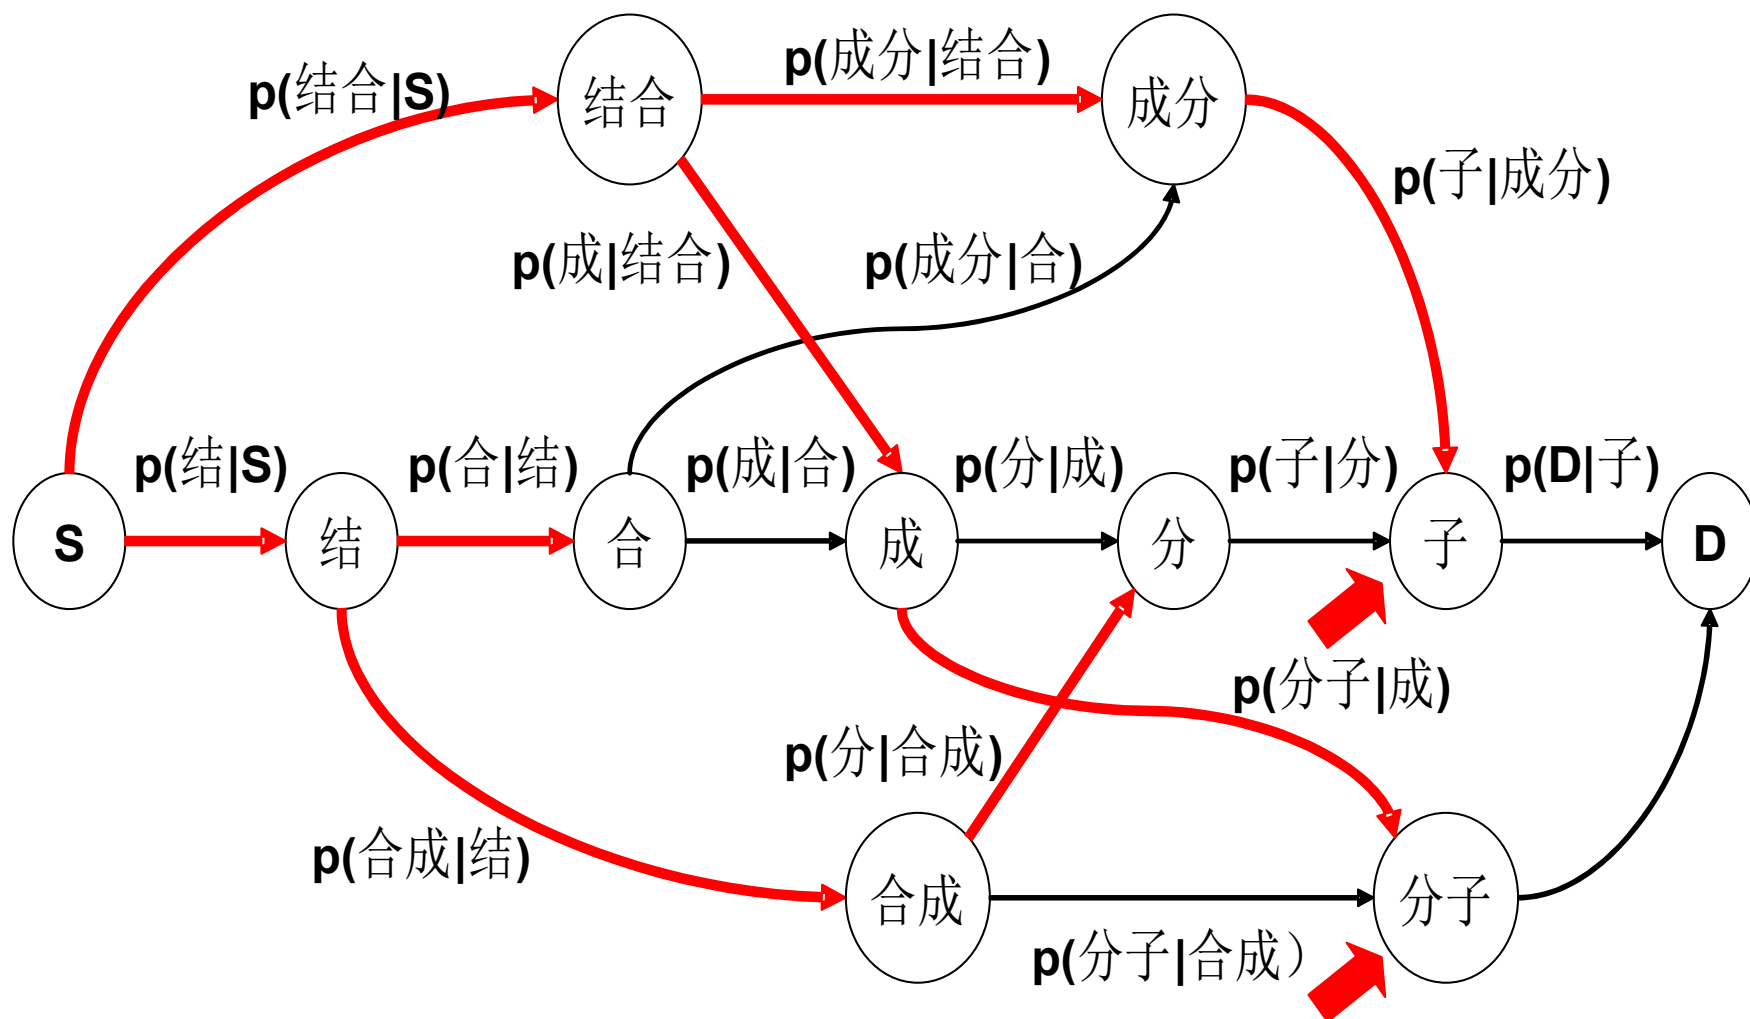 p(成分|结合)
p(结合|S)
结合
成分
p(子|成分)
p(成|结合)
p(成分|合)
p(结|S)
p(合|结)
p(成|合)
p(分|成)
p(子|分)
p(D|子)
S
结
合
成
分
子
D
p(分子|成)
p(分|合成)
p(合成|结)
合成
分子
p(分子|合成）